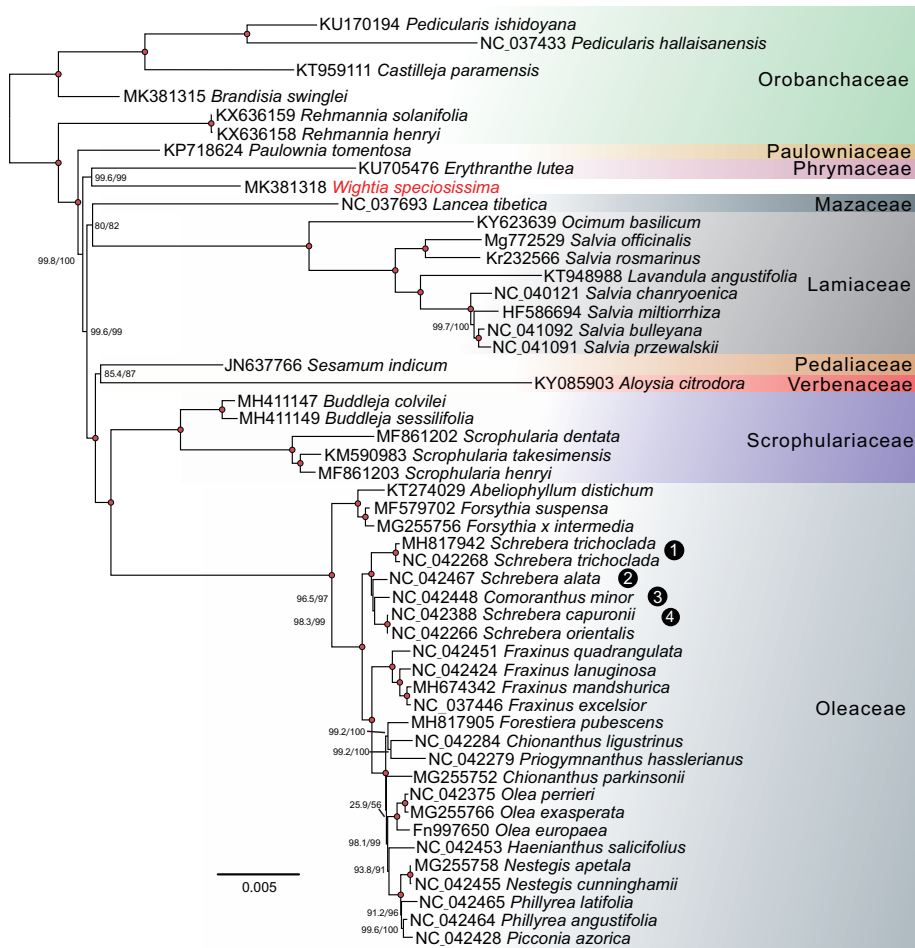 KU170194 Pedicularis ishidoyana
NC_037433 Pedicularis hallaisanensis
KT959111 Castilleja paramensis
Orobanchaceae
MK381315 Brandisia swinglei
KX636159 Rehmannia solanifolia
KX636158 Rehmannia henryi
KP718624 Paulownia tomentosa
Paulowniaceae
KU705476 Erythranthe lutea
Phrymaceae
99.6/99
MK381318 Wightia speciosissima
NC_037693 Lancea tibetica
Mazaceae
80/82
KY623639 Ocimum basilicum
Mg772529 Salvia officinalis
99.8/100
Kr232566 Salvia rosmarinus
KT948988 Lavandula angustifolia
Lamiaceae
NC_040121 Salvia chanryoenica
HF586694 Salvia miltiorrhiza
99.7/100
99.6/99
NC_041092 Salvia bulleyana
NC_041091 Salvia przewalskii
JN637766 Sesamum indicum
Pedaliaceae
85.4/87
KY085903 Aloysia citrodora
Verbenaceae
MH411147 Buddleja colvilei
MH411149 Buddleja sessilifolia
MF861202 Scrophularia dentata
Scrophulariaceae
KM590983 Scrophularia takesimensis
MF861203 Scrophularia henryi
KT274029 Abeliophyllum distichum
MF579702 Forsythia suspensa
MG255756 Forsythia x intermedia
MH817942 Schrebera trichoclada
1
NC_042268 Schrebera trichoclada
NC_042467 Schrebera alata
2
96.5/97
NC_042448 Comoranthus minor
3
NC_042388 Schrebera capuronii
4
98.3/99
NC_042266 Schrebera orientalis
NC_042451 Fraxinus quadrangulata
NC_042424 Fraxinus lanuginosa
MH674342 Fraxinus mandshurica
NC_037446 Fraxinus excelsior
Oleaceae
MH817905 Forestiera pubescens
99.2/100
NC_042284 Chionanthus ligustrinus
99.2/100
NC_042279 Priogymnanthus hasslerianus
MG255752 Chionanthus parkinsonii
NC_042375 Olea perrieri
25.9/56
MG255766 Olea exasperata
Fn997650 Olea europaea
98.1/99
NC_042453 Haenianthus salicifolius
93.8/91
MG255758 Nestegis apetala
NC_042455 Nestegis cunninghamii
0.005
NC_042465 Phillyrea latifolia
91.2/96
NC_042464 Phillyrea angustifolia
99.6/100
NC_042428 Picconia azorica